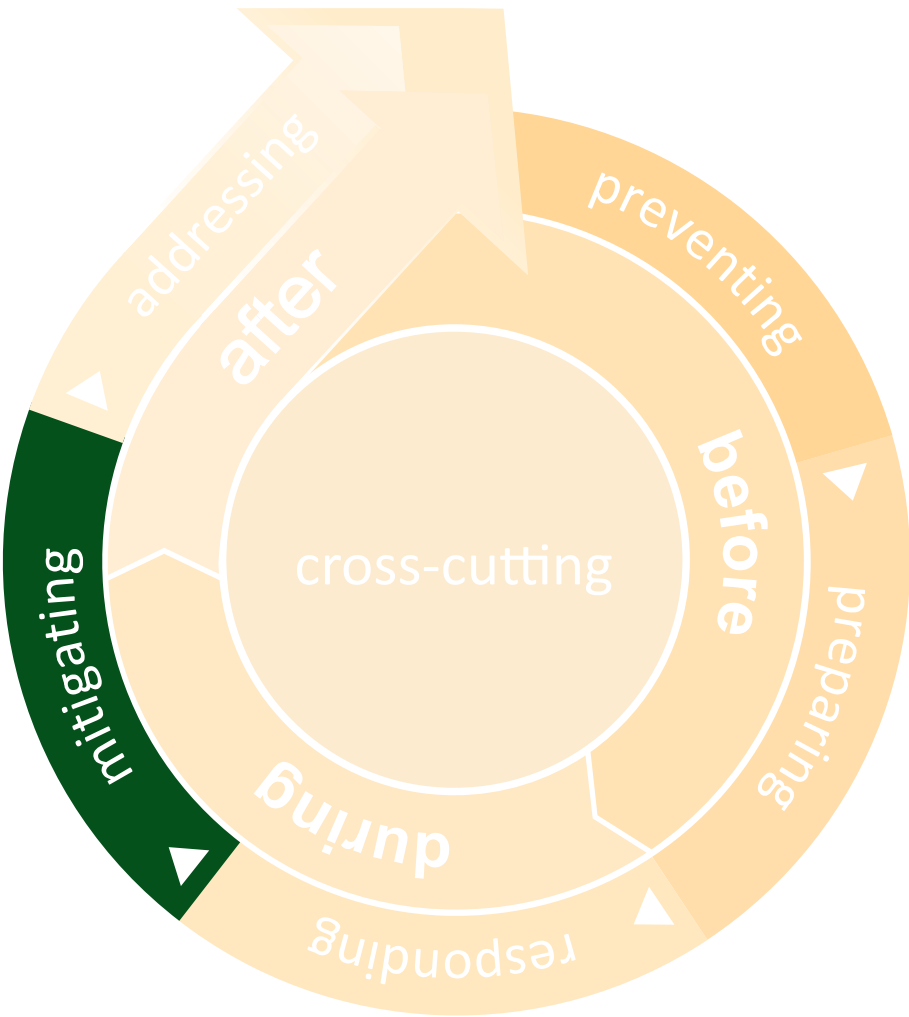 preventing
preparing
responding
mitigating
addressing
before
during
after
cross-cutting